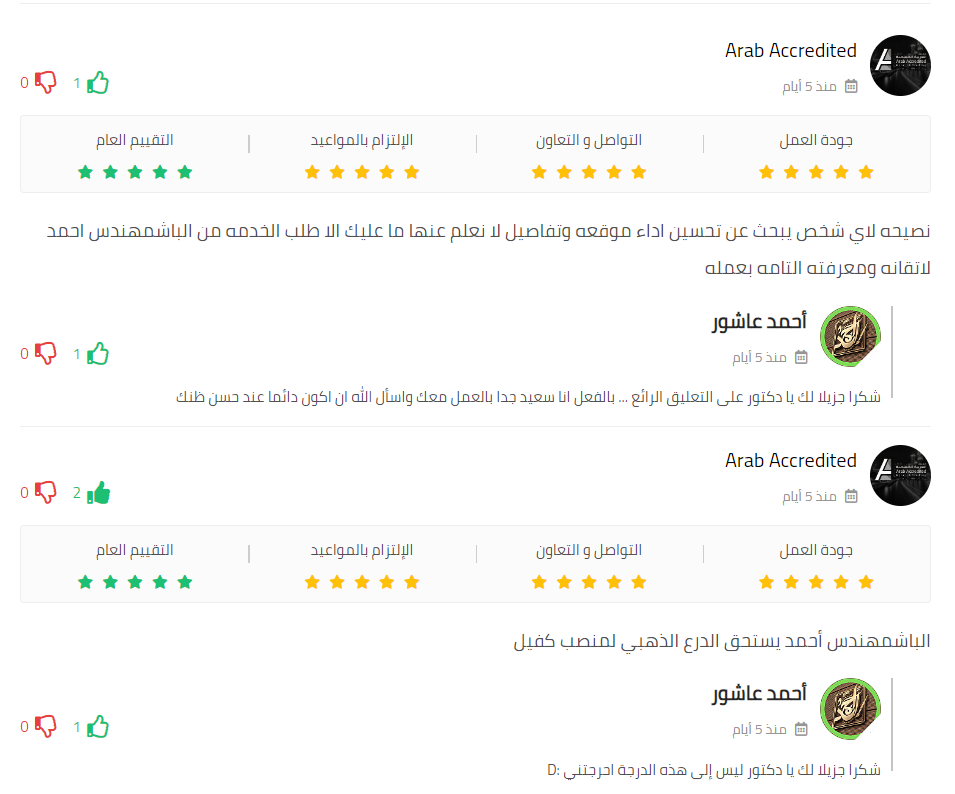 Arab Accredited
منذ 5 أيام
1
0
جودة العمل
التواصل و التعاون
الإلتزام بالمواعيد
التقييم العام
نصيحه لاي شخص يبحث عن تحسين اداء موقعه وتفاصيل لا نعلم عنها ما عليك الا طلب الخدمه من الباشمهندس احمد
لاتقانه ومعرفته التامه بعمله
أحمد عاشور
منذ 5 أيام
1
0
شكرا جزيلا لك يا دكتور على التعليق الرائع ... بالفعل انا سعيد جدا بالعمل معك واسأل الله ان اكون دائما عند حسن ظنك
Arab Accredited
منذ 5 أيام
2
0
جودة العمل
التواصل و التعاون
الإلتزام بالمواعيد
التقييم العام
الباشمهندس أحمد يستحق الدرع الذهبي لمنصب كفيل
أحمد عاشور
منذ 5 أيام
1
0
شكرا جزيلا لك يا دكتور ليس إلى هذه الدرجة احرجتني :D